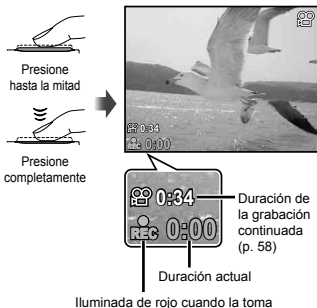 Presione
hasta la mitad
Presione
completamente
0:34
REC 0:00
0:34
REC 0:00
Duración de
la grabación
continuada
(p. 58)
Duración actual
Iluminada de rojo cuando la toma